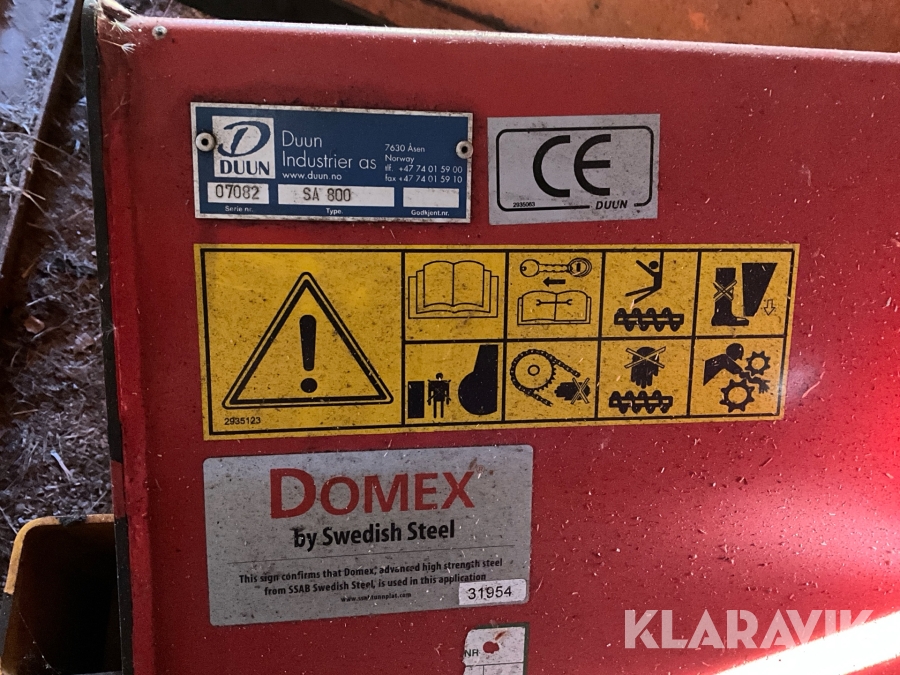 DUUN
Duun
Industrier as
www.duun.no
7630 Åsen
Norway
tlf. +47 74 01 59 00
fax +47 74 01 59 10
07082
SA 800
Serie nr.
Type.
Godkjent.nr.
CE
2935063
DUUN
2935123
DOMEX
by Swedish Steel
This sign confirms that Domex, advanced high strength steel
from SSAB Swedish Steel, is used in this application
31954
NR
KLARAVIK